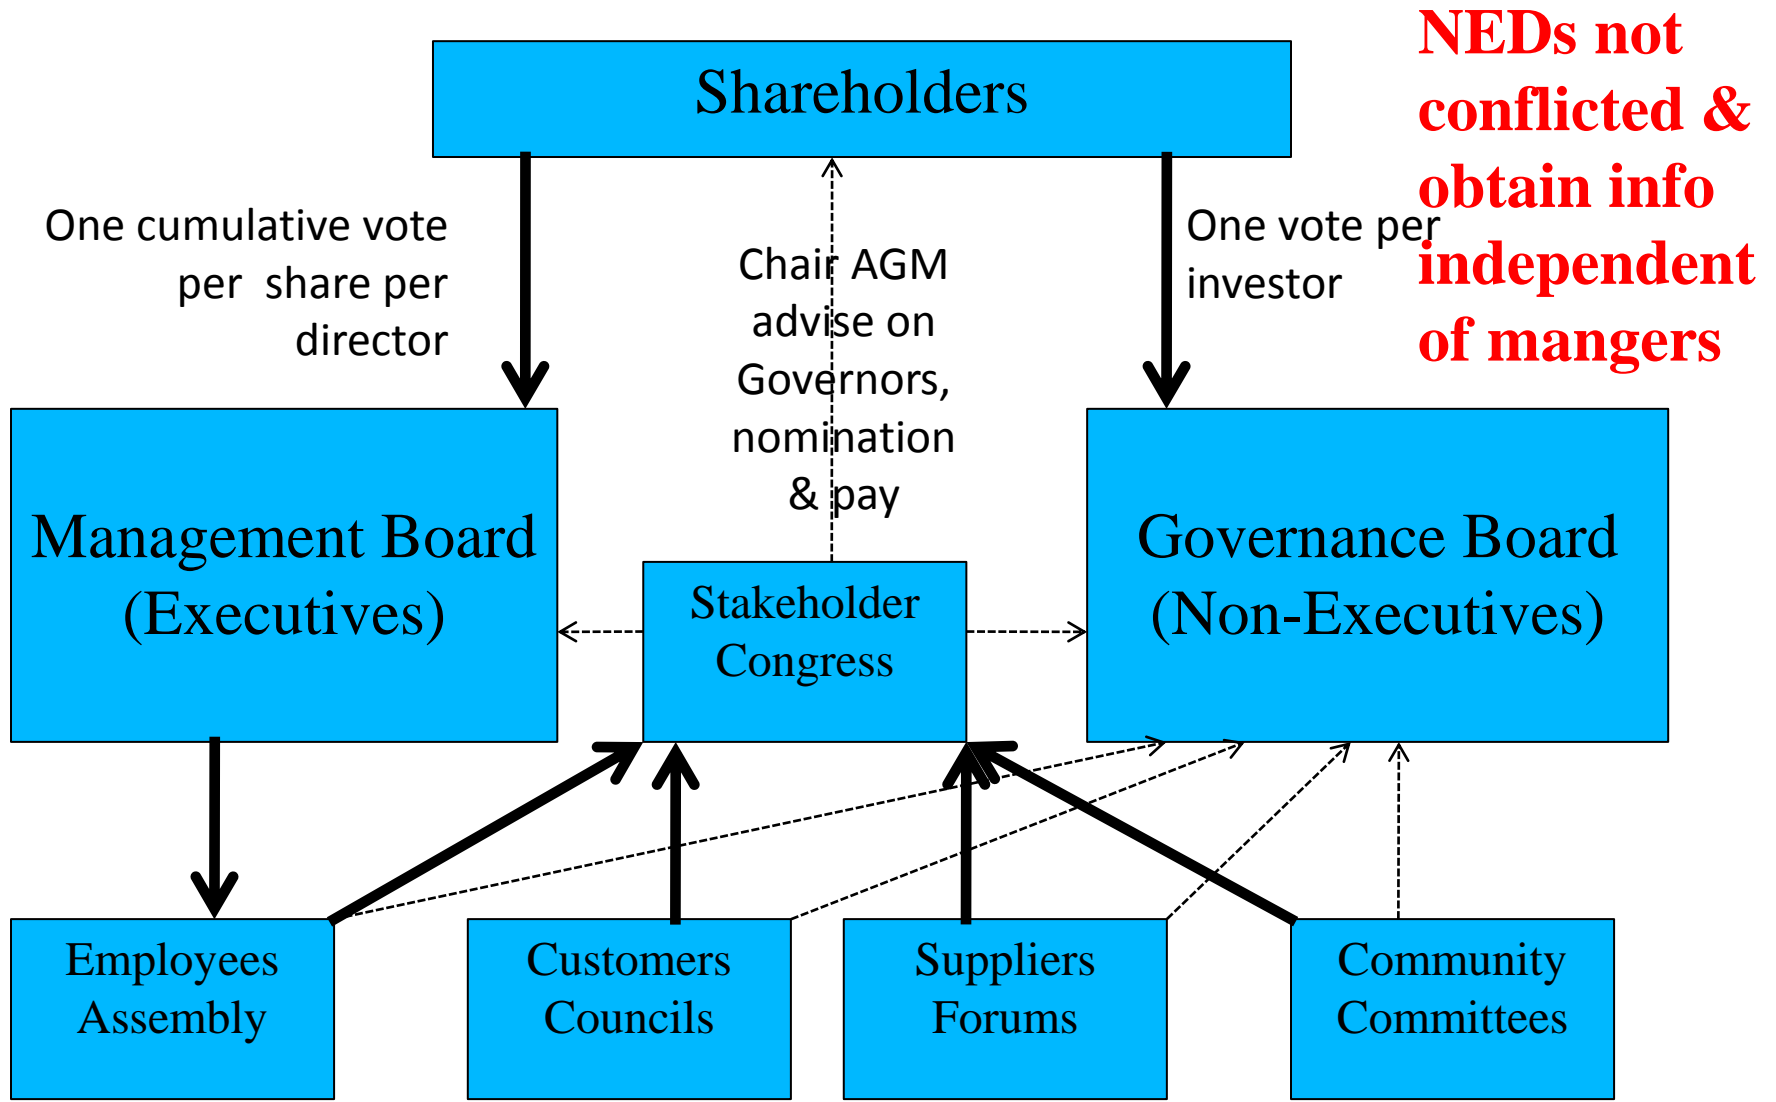 NEDs not
conflicted &
obtain info
independent
of mangers
Shareholders
One cumulative vote
per share per
director
Chair AGM
advise on
Governors,
nomination
& pay
One vote per
investor
Management Board
(Executives)
Stakeholder
Congress
Governance Board
(Non-Executives)
Employees
Assembly
Customers
Councils
Suppliers
Forums
Community
Committees